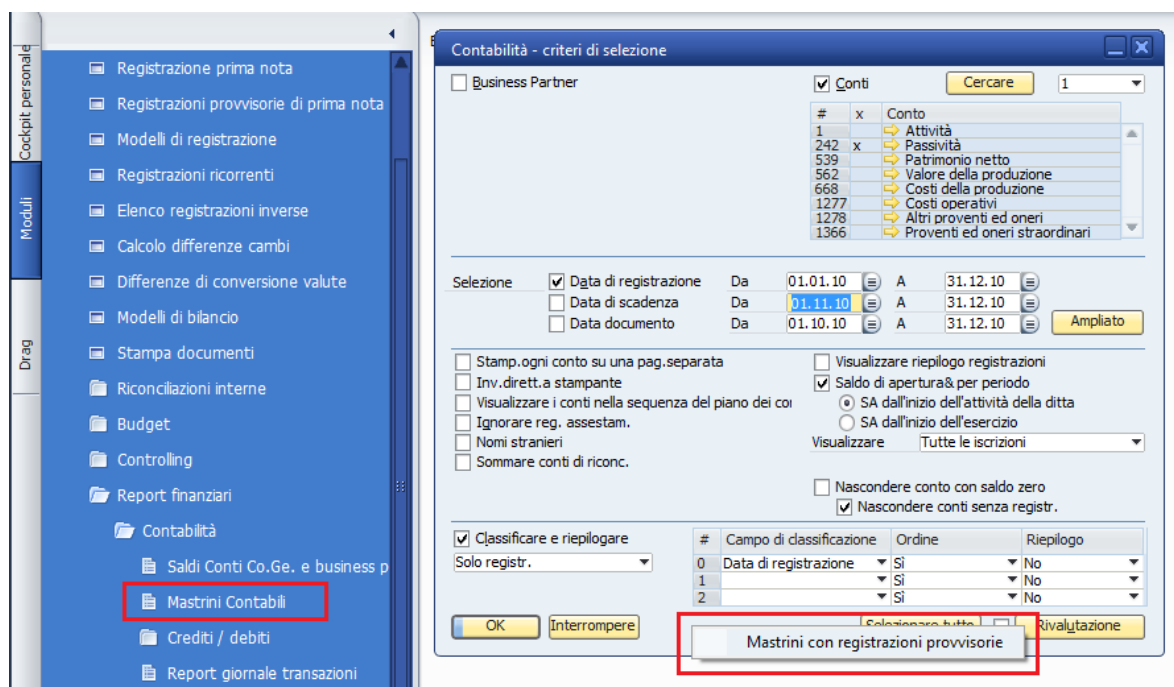 Cockpit personale
Moduli
Drag
Registrazione prima nota
Registrazioni provvisorie di prima nota
Modelli di registrazione
Registrazioni ricorrenti
Elenco registrazioni inverse
Calcolo differenze cambi
Differenze di conversione valute
Modelli di bilancio
Stampa documenti
Riconciliazioni interne
Budget
Controlling
Report finanziari
Contabilità
Saldi Conti Co.Ge. e business p
Mastrini Contabili
Crediti / debiti
Report giornale transazioni
Contabilità - criteri di selezione
Business Partner
Conti Cercare 1
# x Conto
1 Attività
242 x Passività
539 Patrimonio netto
562 Valore della produzione
668 Costi della produzione
1277 Costi operativi
1278 Altri proventi ed oneri
1366 Proventi ed oneri straordinari
Selezione Data di registrazione Da 01.01.10 A 31.12.10
Data di scadenza Da 01.11.10 A 31.12.10
Data documento Da 01.10.10 A 31.12.10 Ampliato
Stamp.ogni conto su una pag.separata
Inv.dirett.a stampante
Visualizzare i conti nella sequenza del piano dei cor
Ignorare reg. assestam.
Nomi stranieri
Sommare conti di riconc.
Visualizzare riepilogo registrazioni
Saldo di apertura& per periodo
SA dall'inizio dell'attività della ditta
SA dall'inizio dell'esercizio
Visualizzare Tutte le iscrizioni
Nascondere conto con saldo zero
Nascondere conti senza registr.
Classificare e riepilogare
Solo registr.
# Campo di classificazione Ordine Riepilogo
0 Data di registrazione Sì No
1 Sì No
2 Sì No
OK Interrompere Selezionare tutto Rivalutazione
Mastrini con registrazioni provvisorie